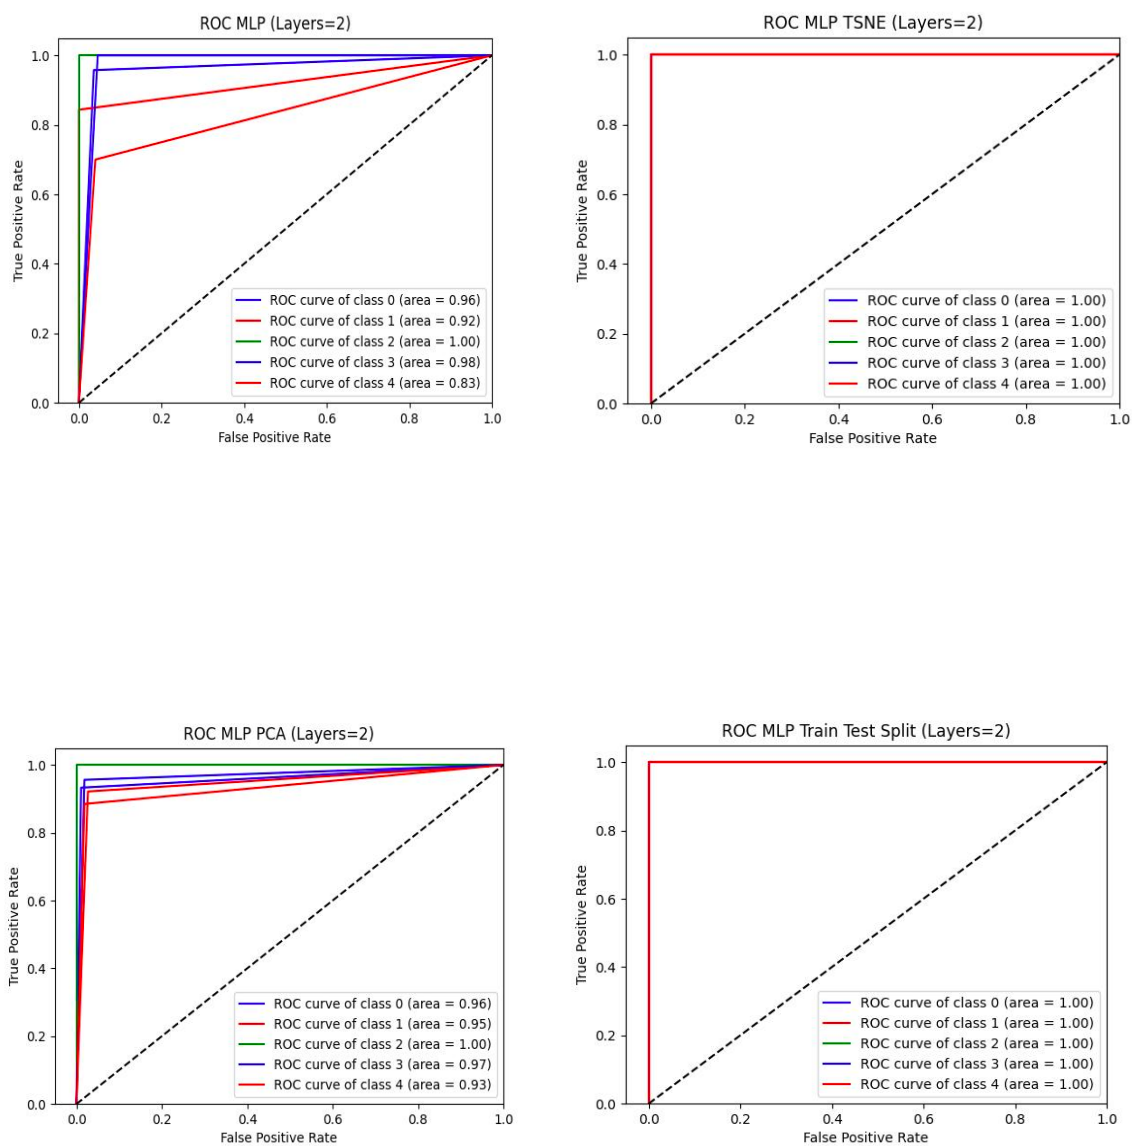 ROC MLP (Layers=2)
1.0
0.8
0.6
0.4
0.2
0.0
True Positive Rate
ROC curve of class 0 (area = 0.96)
ROC curve of class 1 (area = 0.92)
ROC curve of class 2 (area = 1.00)
ROC curve of class 3 (area = 0.98)
ROC curve of class 4 (area = 0.83)
0.0 0.2 0.4 0.6 0.8 1.0
False Positive Rate
ROC MLP TSNE (Layers=2)
1.0
0.8
0.6
0.4
0.2
0.0
True Positive Rate
ROC curve of class 0 (area = 1.00)
ROC curve of class 1 (area = 1.00)
ROC curve of class 2 (area = 1.00)
ROC curve of class 3 (area = 1.00)
ROC curve of class 4 (area = 1.00)
0.0 0.4 0.6 0.8 1.0
False Positive Rate
ROC MLP PCA (Layers=2)
1.0
0.8
0.6
0.4
0.2
0.0
True Positive Rate
ROC curve of class 0 (area = 0.96)
ROC curve of class 1 (area = 0.95)
ROC curve of class 2 (area = 1.00)
ROC curve of class 3 (area = 0.97)
ROC curve of class 4 (area = 0.93)
0.0 0.2 0.4 0.6 0.8 1.0
False Positive Rate
ROC MLP Train Test Split (Layers=2)
1.0
0.8
0.6
0.4
0.2
0.0
True Positive Rate
ROC curve of class 0 (area = 1.00)
ROC curve of class 1 (area = 1.00)
ROC curve of class 2 (area = 1.00)
ROC curve of class 3 (area = 1.00)
ROC curve of class 4 (area = 1.00)
0.0 0.2 0.4 0.6 0.8 1.0
False Positive Rate